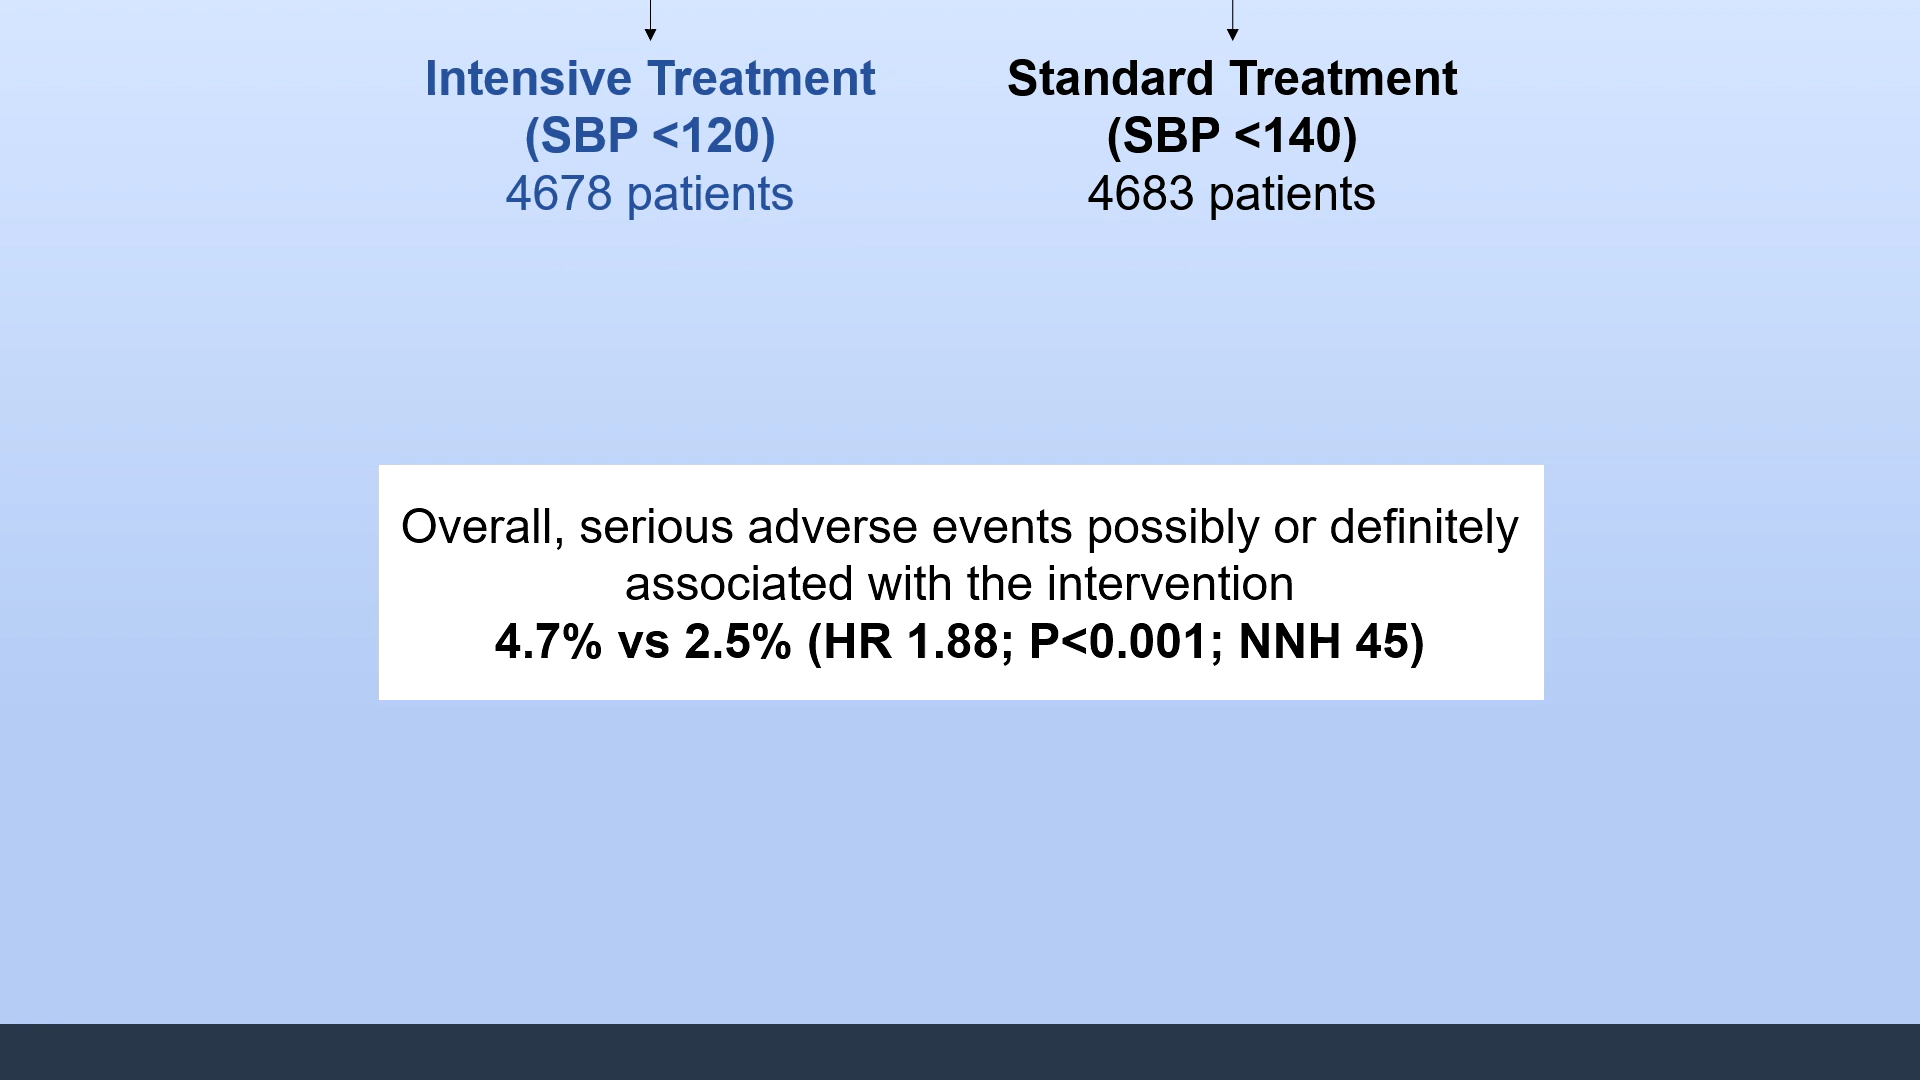 Intensive Treatment
(SBP <120)
4678 patients
Standard Treatment
(SBP <140)
4683 patients
Overall, serious adverse events possibly or definitely
associated with the intervention
4.7% vs 2.5% (HR 1.88; P<0.001; NNH 45)